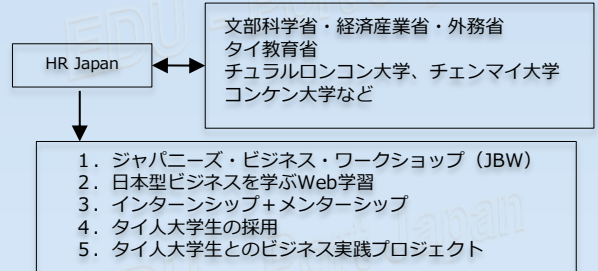 文部科学省・経済産業省・外務省
タイ教育省
チュラルロンコン大学、チェンマイ大学
コンケン大学など
HR Japan
1．ジャパニーズ・ビジネス・ワークショップ（JBW）
2．日本型ビジネスを学ぶWeb学習
3．インターンシップ＋メンターシップ
4．タイ人大学生の採用
5．タイ人大学生とのビジネス実践プロジェクト